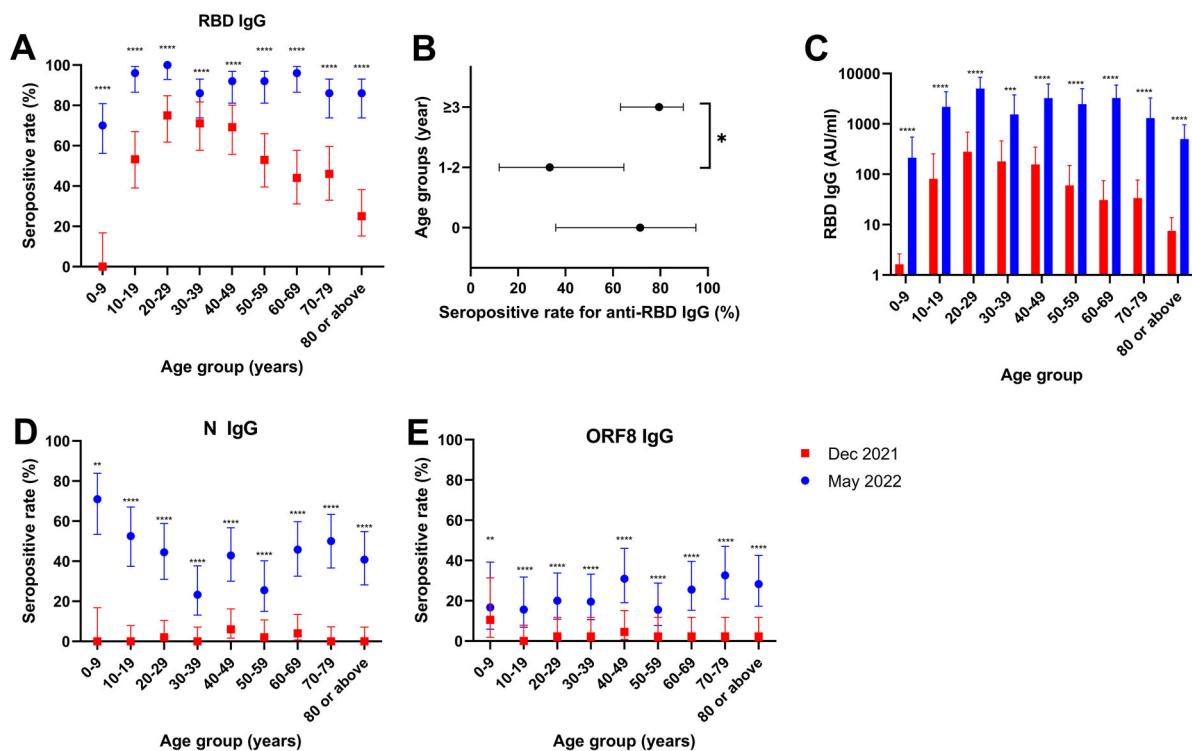 A
RBD IgG
Seropositive rate (%)
100
80
60
40
20
0
**** **** **** **** **** **** **** **** ****
0-9 10-19 20-29 30-39 40-49 50-59 60-69 70-79 80 or above
Age group (years)
B
Age groups (year)
≥3
1-2
0
*
0 20 40 60 80 100
Seropositive rate for anti-RBD IgG (%)
C
RBD IgG (AU/ml)
10000
1000
100
10
1
**** **** **** *** **** **** **** **** ****
0-9 10-19 20-29 30-39 40-49 50-59 60-69 70-79 80 or above
Age group
D
N IgG
Seropositive rate (%)
100
80
60
40
20
0
** **** **** **** **** **** **** **** ****
0-9 10-19 20-29 30-39 40-49 50-59 60-69 70-79 80 or above
Age group (years)
E
ORF8 IgG
Seropositive rate (%)
100
80
60
40
20
0
** **** **** **** **** **** **** **** ****
0-9 10-19 20-29 30-39 40-49 50-59 60-69 70-79 80 or above
Age group (years)
Dec 2021
May 2022